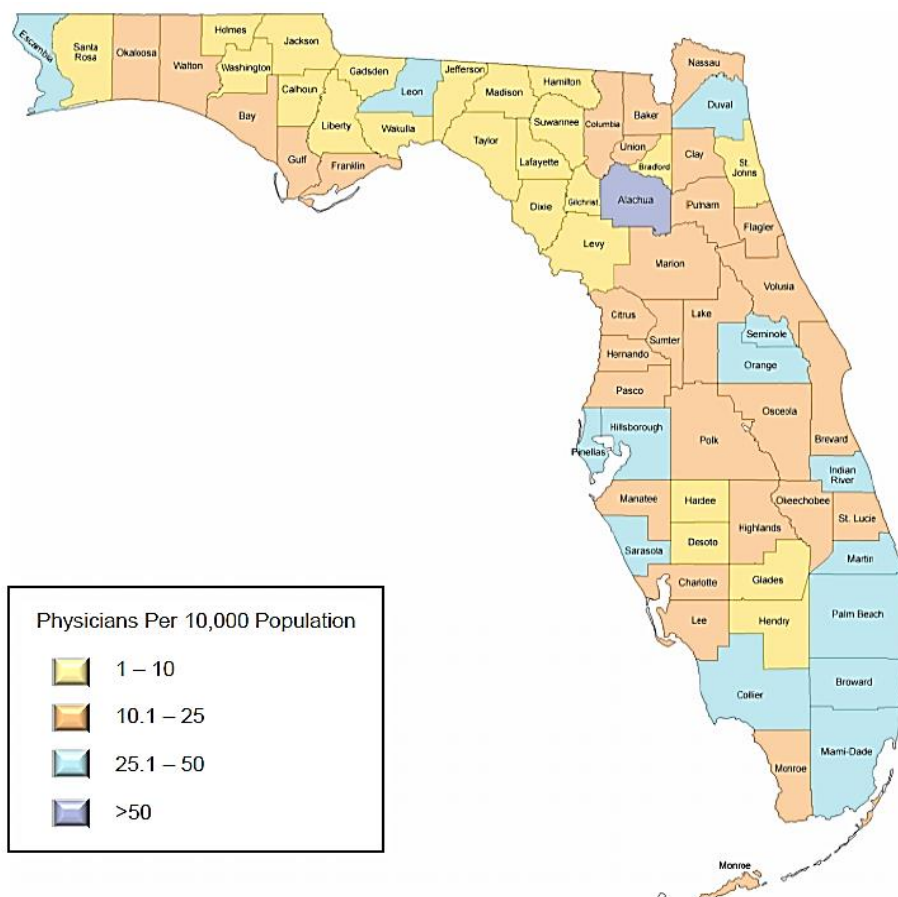 Escambia
Santa
Rosa
Okaloosa
Walton
Holmes
Washington
Jackson
Bay
Calhoun
Gulf
Liberty
Franklin
Gadsden
Leon
Wakulla
Jefferson
Madison
Taylor
Hamilton
Suwannee
Lafayette
Dixie
Gilchrist
Levy
Columbia
Baker
Union
Bradford
Alachua
Nassau
Duval
Clay
St.
Johns
Putnam
Flagler
Marion
Volusia
Citrus
Sumter
Lake
Hernando
Pasco
Seminole
Orange
Osceola
Brevard
Hillsborough
Pinellas
Polk
Indian
River
Manatee
Hardee
Highlands
Okeechobee
St. Lucie
Sarasota
Desoto
Martin
Charlotte
Glades
Lee
Hendry
Palm Beach
Collier
Broward
Monroe
Miami-Dade
Monroe
Physicians Per 10,000 Population
1 – 10
10.1 – 25
25.1 – 50
>50